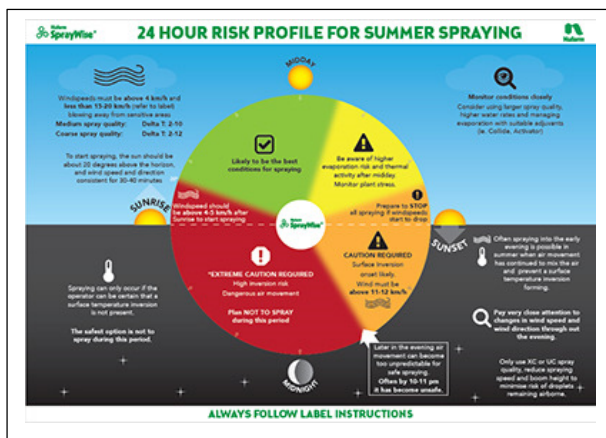 Nufarm
SprayWise
24 HOUR RISK PROFILE FOR SUMMER SPRAYING
Nufarm
MIDDAY
Windspeeds must be above 4 km/h and
less than 15-20 km/h (refer to label)
blowing away from sensitive areas
Medium spray quality: Delta T: 2-10
Coarse spray quality: Delta T: 2-12
To start spraying, the sun should be
about 20 degrees above the horizon,
and wind speed and direction
consistent for 30-40 minutes
Monitor conditions closely
Consider using larger spray quality,
higher water rates and managing
evaporation with suitable adjuvants
(ie. Collide, Activator)
Likely to be the best
conditions for spraying
Be aware of higher
evaporation risk and thermal
activity after midday.
Monitor plant stress.
SUNRISE
Windspeed should
be above 4-5 km/h after
Sunrise to start spraying
Prepare to STOP
all spraying if windspeeds
start to drop
SprayWise
SUNSET
*EXTREME CAUTION REQUIRED
High inversion risk
Dangerous air movement
Plan NOT TO SPRAY
during this period
CAUTION REQUIRED
Surface Inversion
onset likely.
Wind must be
above 11-12 km/h
Spraying can only occur if the
operator can be certain that a
surface temperature inversion
is not present.
The safest option is not to
spray during this period.
Often spraying into the early
evening is possible in
summer when air movement
has continued to mix the air
and prevent a surface
temperature inversion
forming.
Pay very close attention to
changes in wind speed and
wind direction through out
the evening.
Only use XC or UC spray
quality, reduce spraying
speed and boom height to
minimise risk of droplets
remaining airborne.
Later in the evening air
movement can become
too unpredictable for
safe spraying.
Often by 10-11 pm
it has become unsafe.
MIDNIGHT
ALWAYS FOLLOW LABEL INSTRUCTIONS